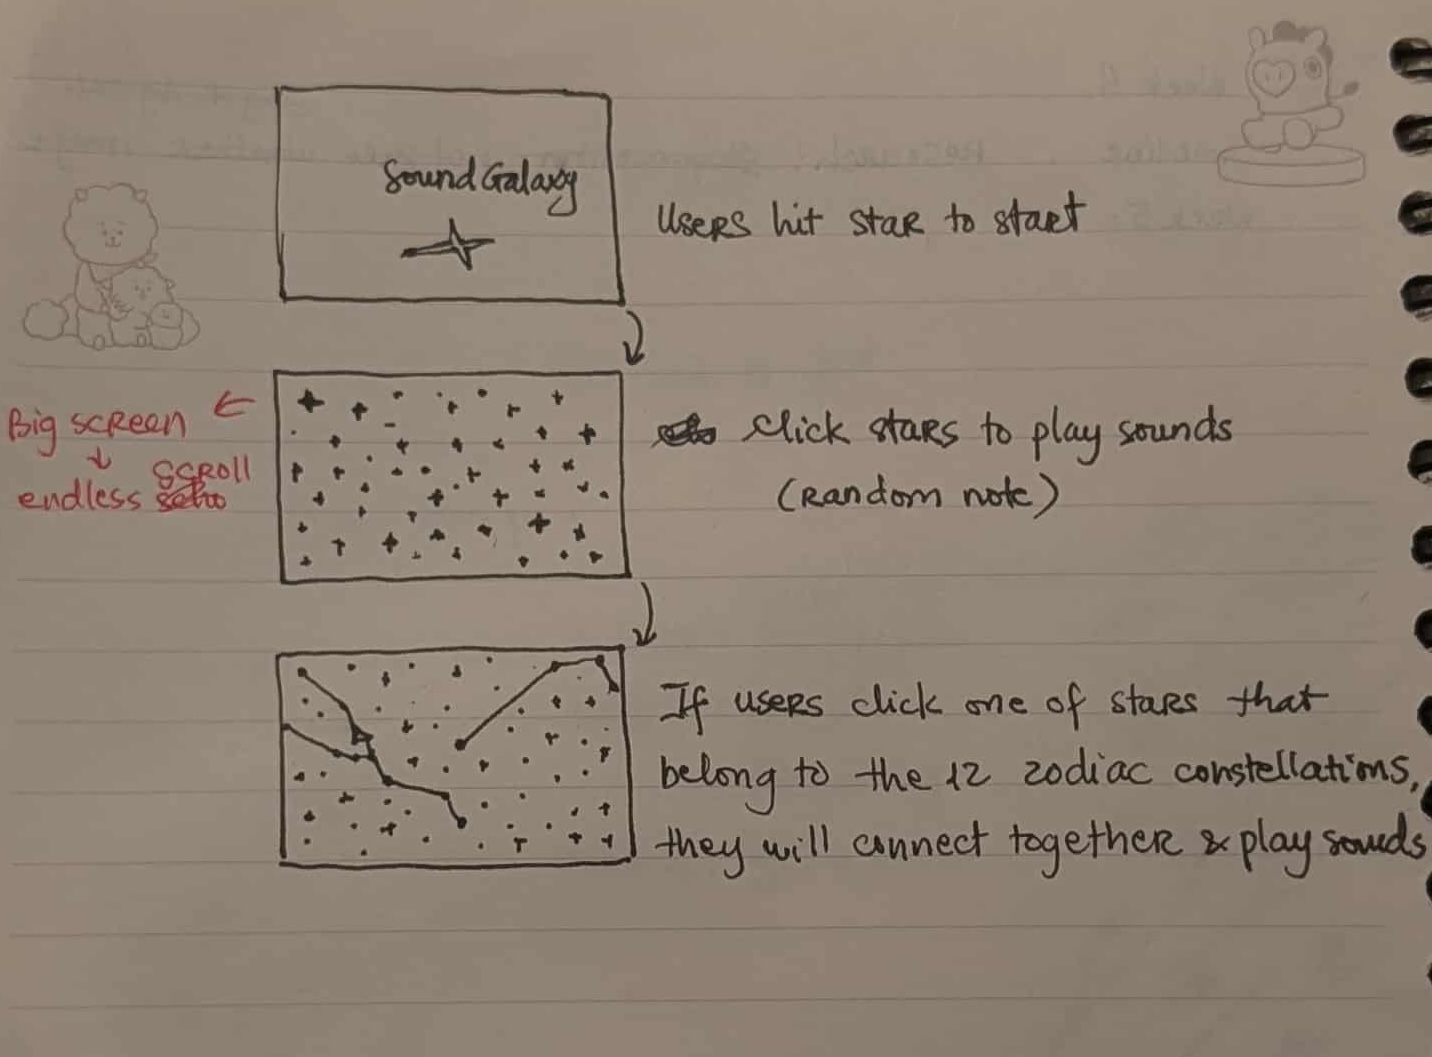 Sound Galaxy
Users hit star to start
Big screen
endless scroll
Click stars to play sounds
(Random note)
If users click one of stars that
belong to the 12 zodiac constellations,
they will connect together & play sounds